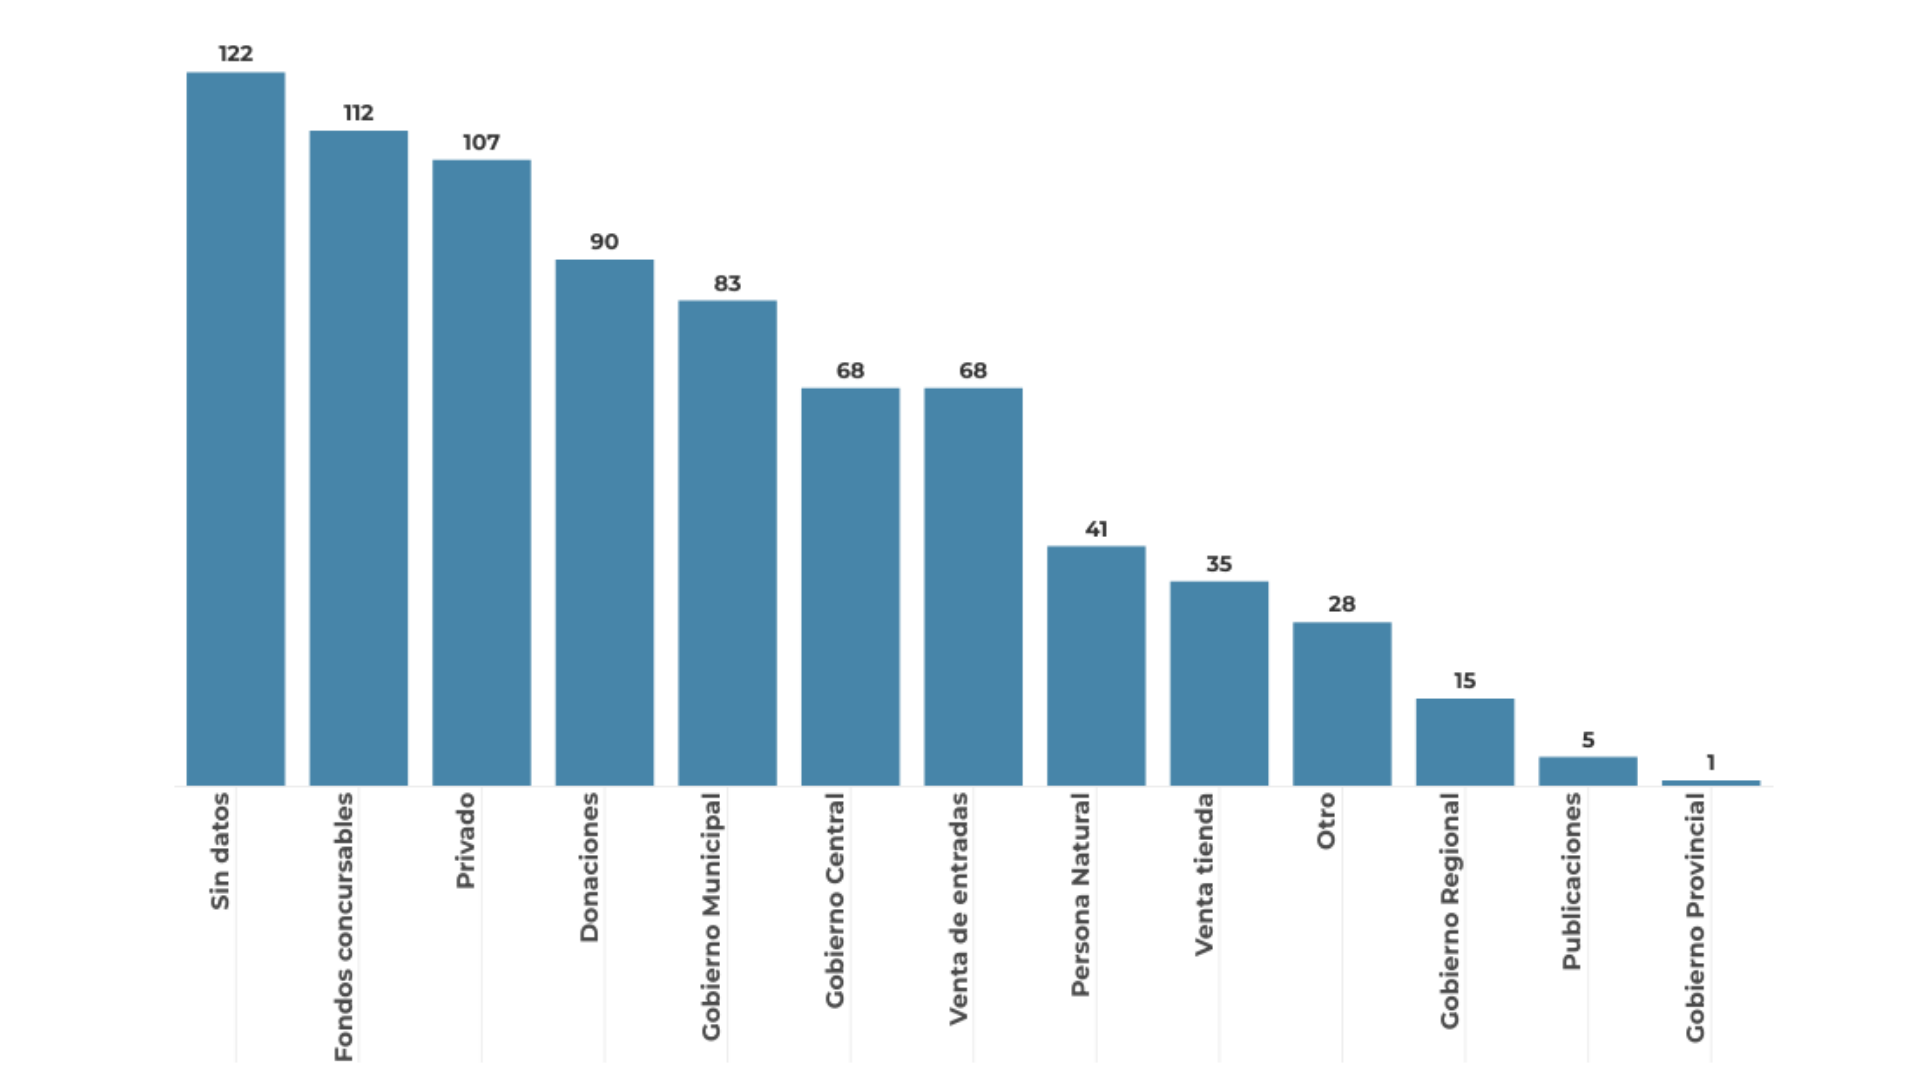 122
112
107
90
83
68
68
41
35
28
15
5
1
Sin datos
Fondos concursables
Privado
Donaciones
Gobierno Municipal
Gobierno Central
Venta de entradas
Persona Natural
Venta tienda
Otro
Gobierno Regional
Publicaciones
Gobierno Provincial